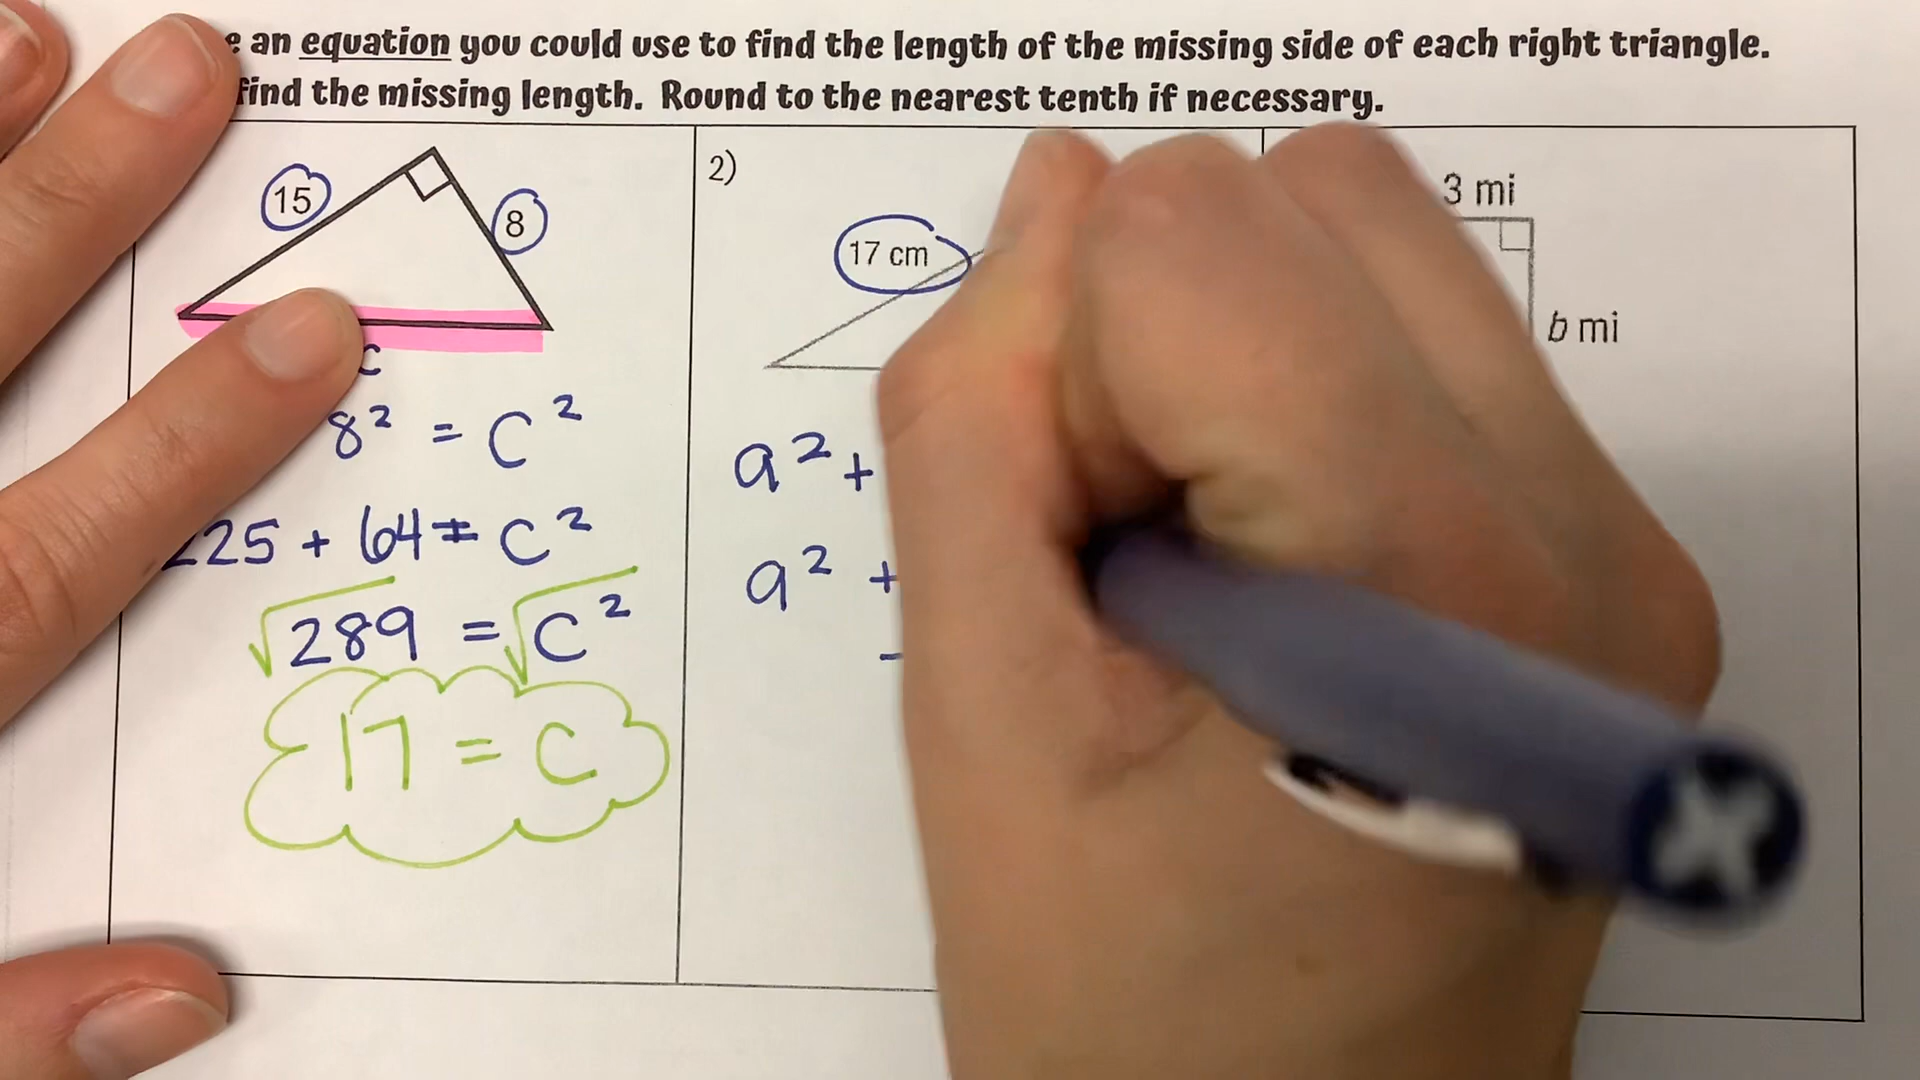 an equation you could use to find the length of the missing side of each right triangle.
find the missing length. Round to the nearest tenth if necessary.
15
8
c
8² = C²
225 + 64 = C²
√289 = √C²
17 = C
2)
17 cm
a² +
a² +
−
3 mi
b mi